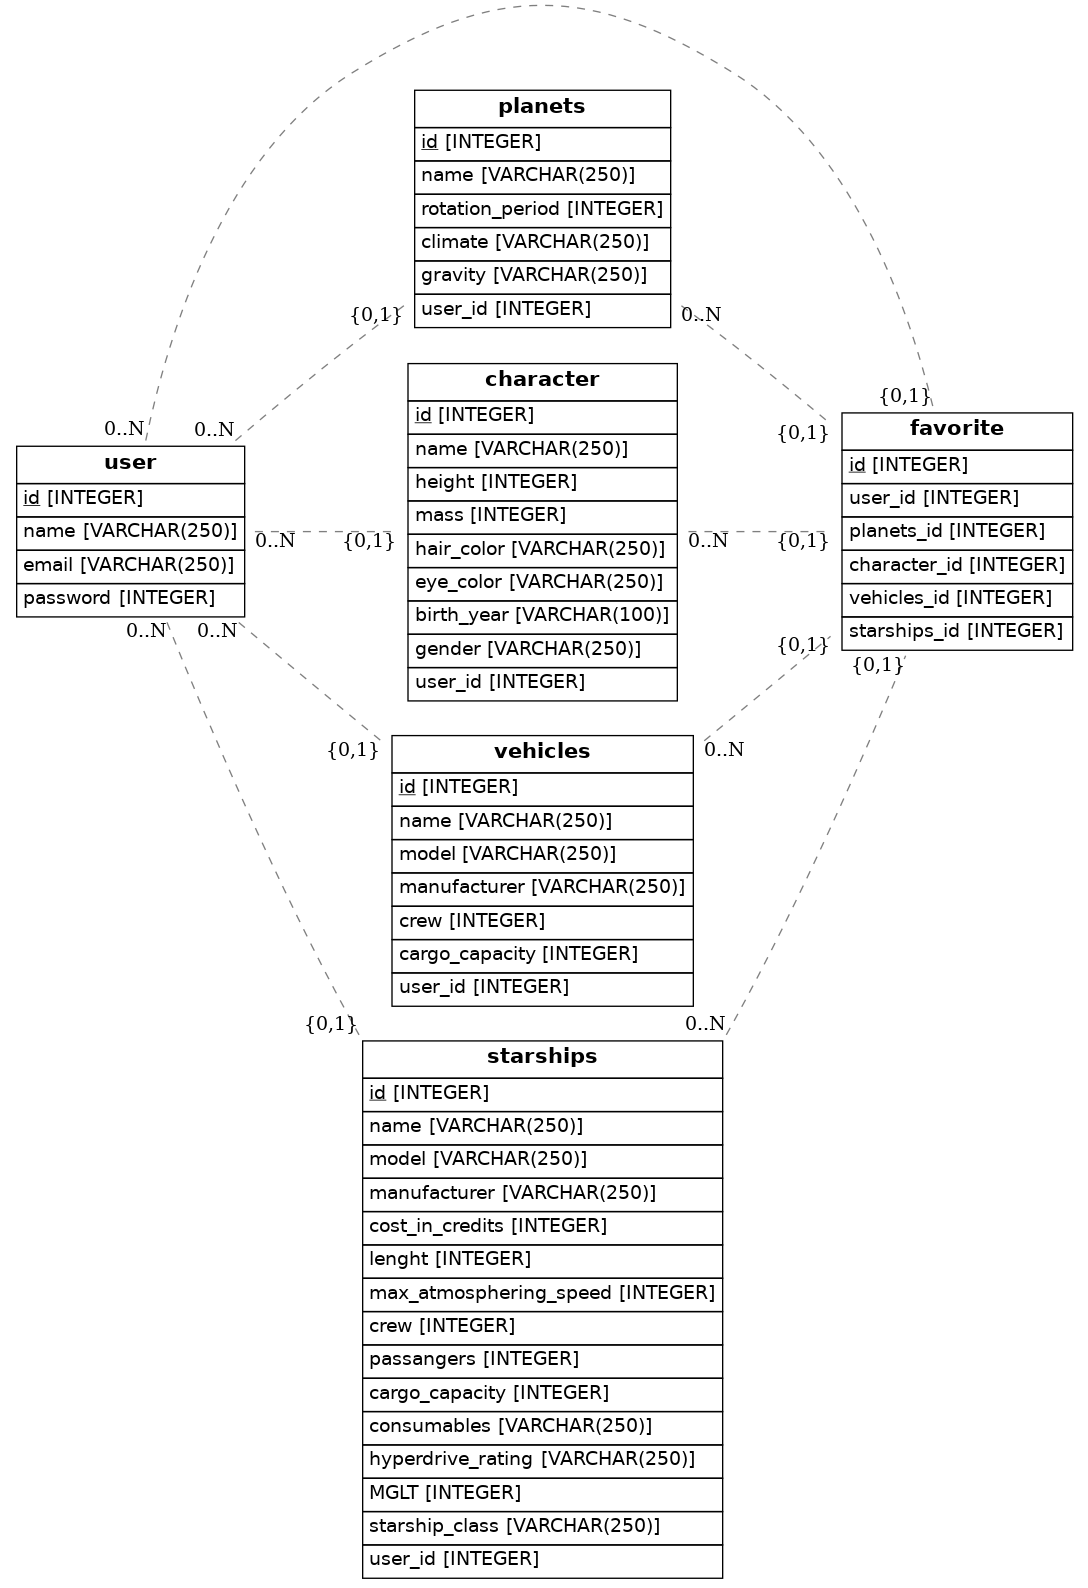 planets
id [INTEGER]
name [VARCHAR(250)]
rotation_period [INTEGER]
climate [VARCHAR(250)]
gravity [VARCHAR(250)]
user_id [INTEGER]
{0,1}
0..N
0..N
{0,1}
0..N
{0,1}
character
id [INTEGER]
name [VARCHAR(250)]
height [INTEGER]
mass [INTEGER]
hair_color [VARCHAR(250)]
eye_color [VARCHAR(250)]
birth_year [VARCHAR(100)]
gender [VARCHAR(250)]
user_id [INTEGER]
user
id [INTEGER]
name [VARCHAR(250)]
email [VARCHAR(250)]
password [INTEGER]
0..N
{0,1}
0..N
{0,1}
favorite
id [INTEGER]
user_id [INTEGER]
planets_id [INTEGER]
character_id [INTEGER]
vehicles_id [INTEGER]
starships_id [INTEGER]
0..N
0..N
{0,1}
{0,1}
{0,1}
0..N
vehicles
id [INTEGER]
name [VARCHAR(250)]
model [VARCHAR(250)]
manufacturer [VARCHAR(250)]
crew [INTEGER]
cargo_capacity [INTEGER]
user_id [INTEGER]
{0,1}
0..N
starships
id [INTEGER]
name [VARCHAR(250)]
model [VARCHAR(250)]
manufacturer [VARCHAR(250)]
cost_in_credits [INTEGER]
lenght [INTEGER]
max_atmosphering_speed [INTEGER]
crew [INTEGER]
passangers [INTEGER]
cargo_capacity [INTEGER]
consumables [VARCHAR(250)]
hyperdrive_rating [VARCHAR(250)]
MGLT [INTEGER]
starship_class [VARCHAR(250)]
user_id [INTEGER]